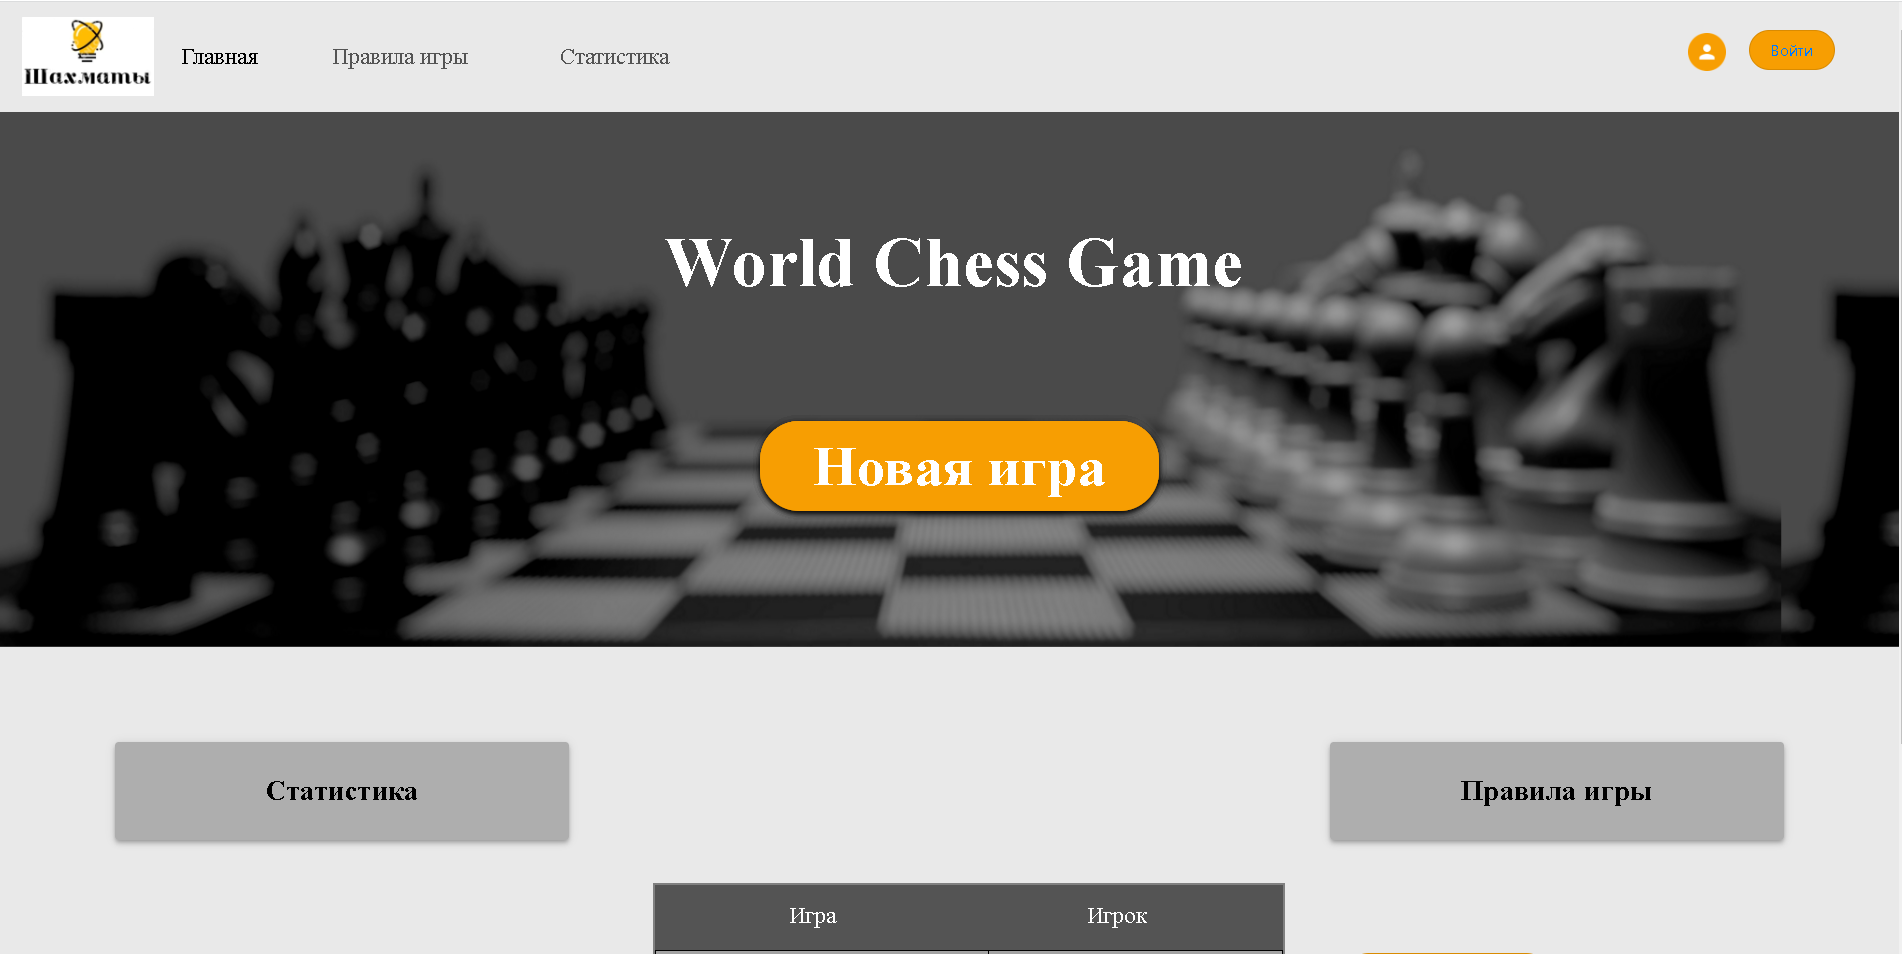 Шахматы
Главная
Правила игры
Статистика
Войти
World Chess Game
Новая игра
Статистика
Правила игры
Игра
Игрок